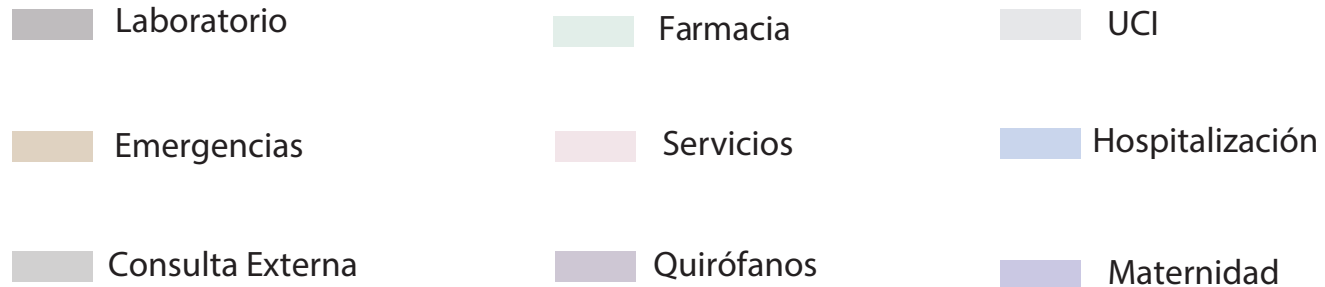 Laboratorio
Farmacia
UCI
Emergencias
Servicios
Hospitalización
Consulta Externa
Quirófanos
Maternidad